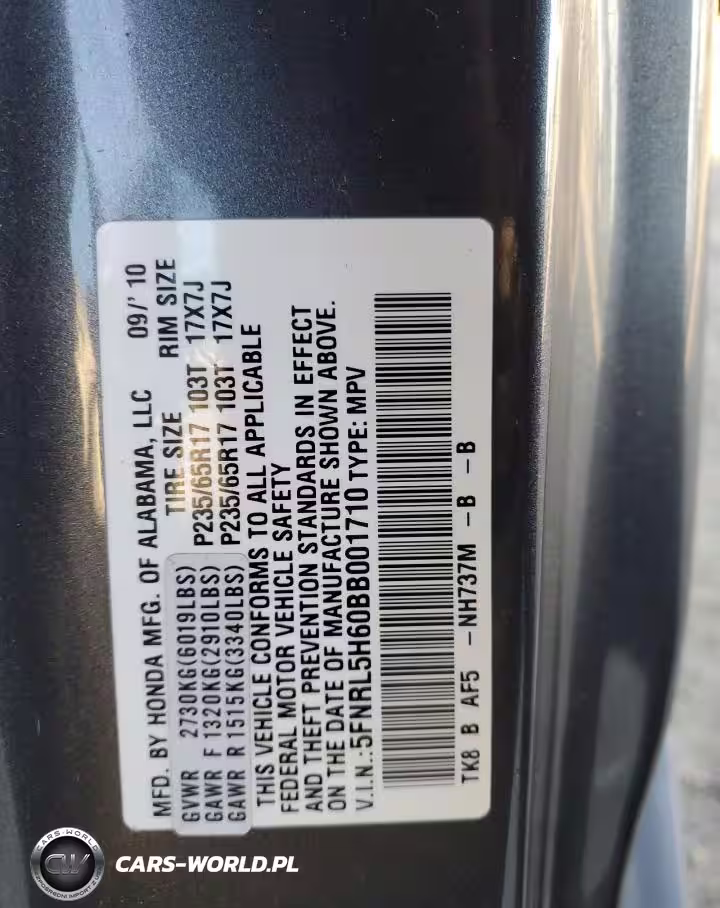 MFD. BY HONDA MFG. OF ALABAMA, LLC 09/' 10
TIRE SIZE RIM SIZE
GVWR 2730KG(6019LBS)
GAWR F 1320KG(2910LBS) P235/65R17 103T 17X7J
GAWR R 1515KG(3340LBS) P235/65R17 103T 17X7J
THIS VEHICLE CONFORMS TO ALL APPLICABLE
FEDERAL MOTOR VEHICLE SAFETY
AND THEFT PREVENTION STANDARDS IN EFFECT
ON THE DATE OF MANUFACTURE SHOWN ABOVE.
V.I.N.:5FNRL5H60BB001710 TYPE: MPV
TK8 B AF5 -NH737M -B -B
CARS-WORLD
CW
CARS-WORLD.PL